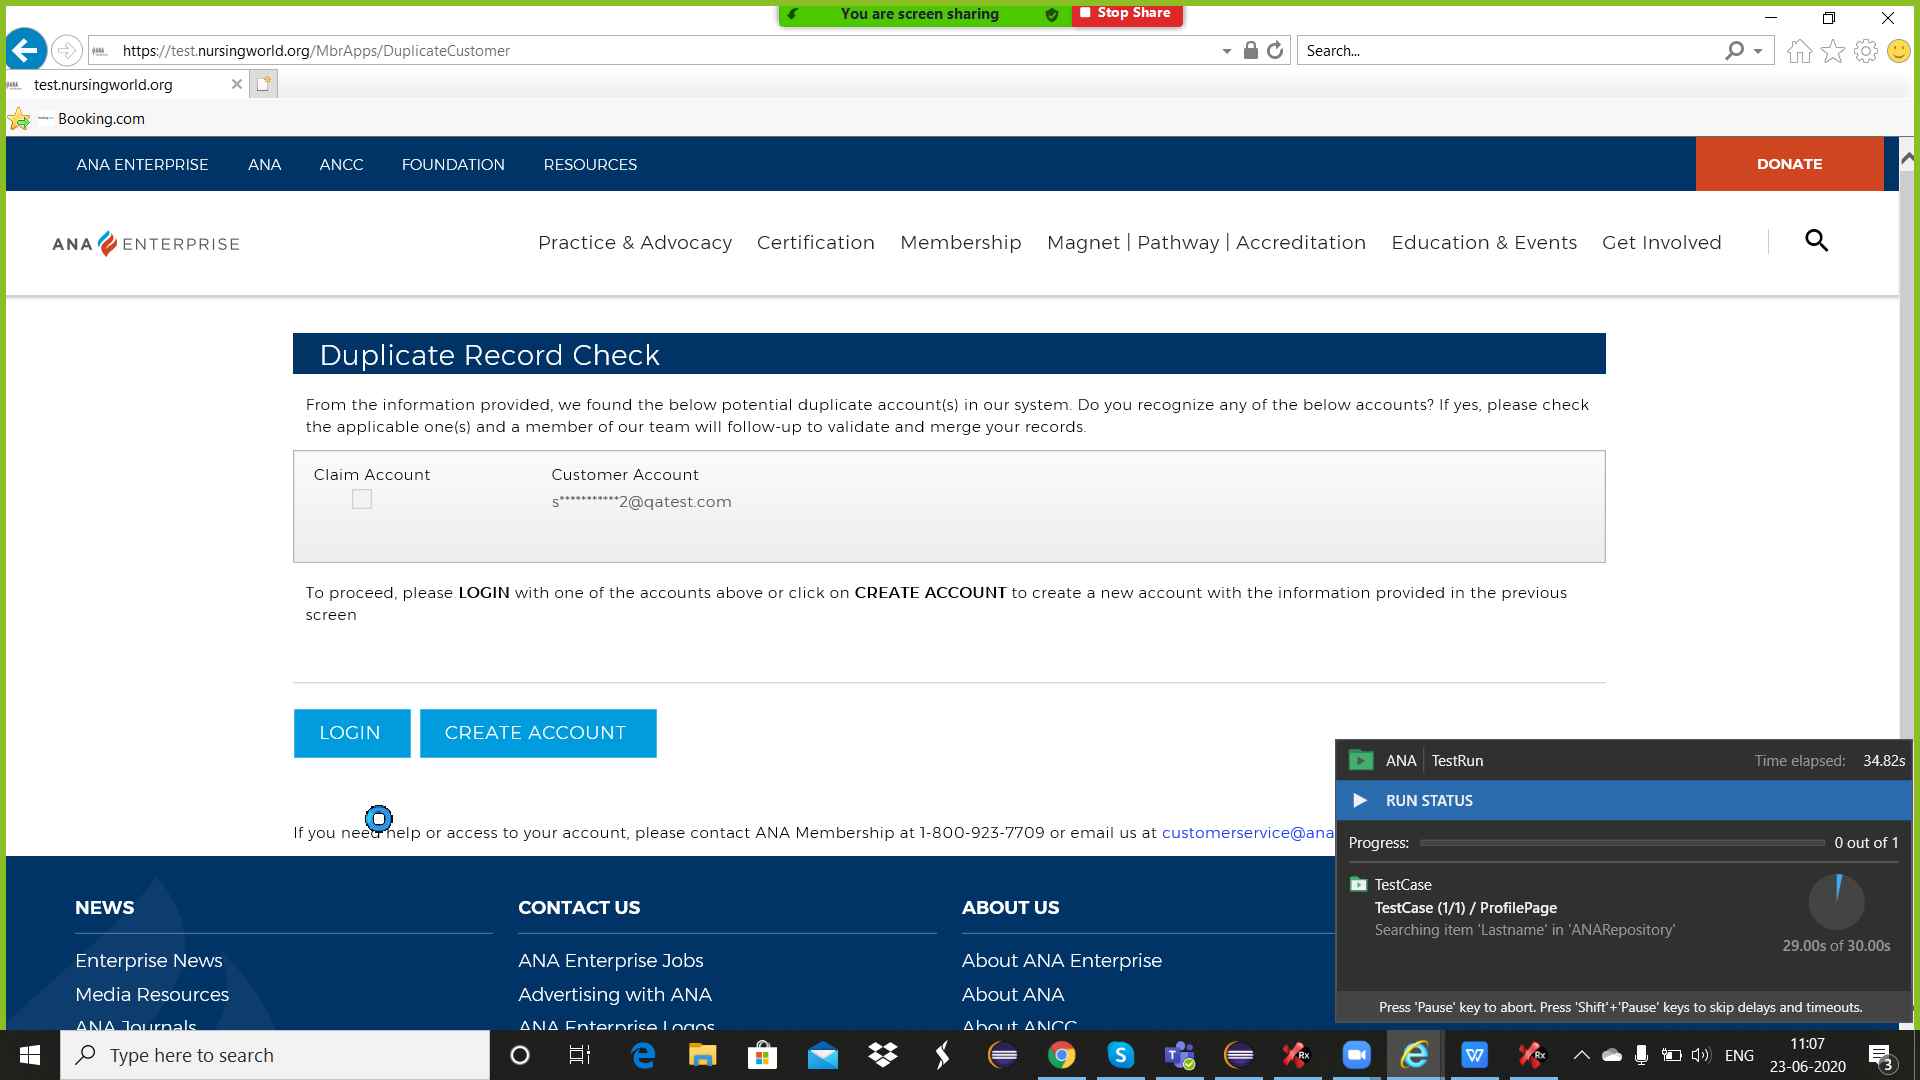 You are screen sharing
Stop Share
https://test.nursingworld.org/MbrApps/DuplicateCustomer
Search...
test.nursingworld.org
Booking.com
ANA ENTERPRISE ANA ANCC FOUNDATION RESOURCES
DONATE
ANA ENTERPRISE
Practice & Advocacy Certification Membership Magnet | Pathway | Accreditation Education & Events Get Involved
Duplicate Record Check
From the information provided, we found the below potential duplicate account(s) in our system. Do you recognize any of the below accounts? If yes, please check
the applicable one(s) and a member of our team will follow-up to validate and merge your records.
Claim Account Customer Account
s***********2@qatest.com
To proceed, please LOGIN with one of the accounts above or click on CREATE ACCOUNT to create a new account with the information provided in the previous
screen
LOGIN CREATE ACCOUNT
If you need help or access to your account, please contact ANA Membership at 1-800-923-7709 or email us at customerservice@ana
NEWS
Enterprise News
Media Resources
ANA Journals
CONTACT US
ANA Enterprise Jobs
Advertising with ANA
ANA Enterprise Logos
ABOUT US
About ANA Enterprise
About ANA
About ANCC
ANA TestRun Time elapsed: 34.82s
RUN STATUS
Progress: 0 out of 1
TestCase
TestCase (1/1) / ProfilePage
Searching item 'Lastname' in 'ANARepository'
29.00s of 30.00s
Press 'Pause' key to abort. Press 'Shift'+'Pause' keys to skip delays and timeouts.
Type here to search
ENG
11:07
23-06-2020
3